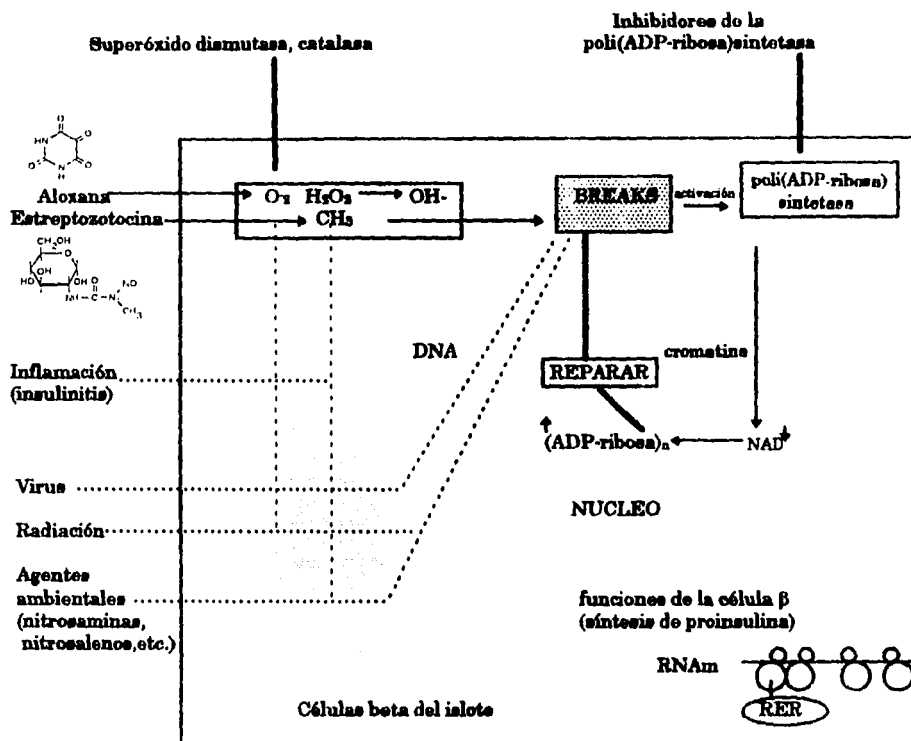 Inhibidores do la
poli(ADP-ribosa)sintetasa
Superóxido dismutasa, catalasa
Aloxana
Estreptozotocina
O-₂ H₂O₂ OH-
CH₃
BREAKS
activación
poli(ADP-ribosa)
sintetasa
DNA
cromatina
REPARAR
(ADP-ribosa)ₙ
NAD
Inflamación
(insulinitis)
Virus
Radiación
NUCLEO
Agentes
ambientales
(nitrosaminas,
nitrosalenos,etc.)
funciones de la célula β
(síntesis de proinsulina)
RNAm
RER
Células beta del islote